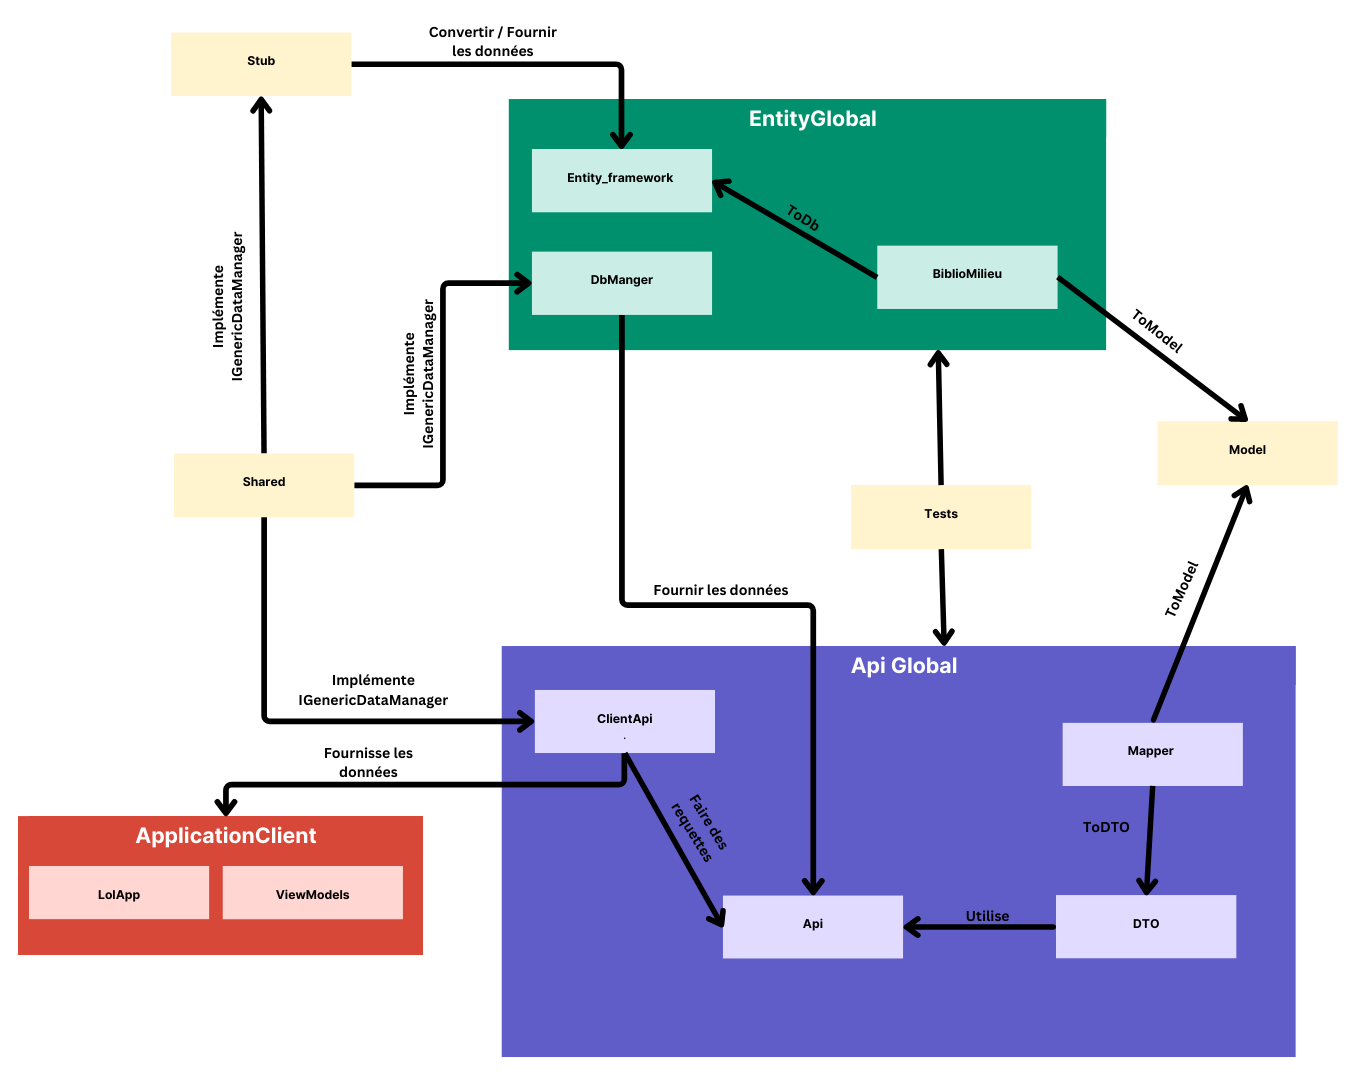 Convertir / Fournir
les données
Stub
EntityGlobal
Entity_framework
ToDb
BiblioMilieu
DbManger
Implémente
IGenericDataManager
Implémente
IGenericDataManager
ToModel
Model
Shared
Tests
Fournir les données
ToModel
Api Global
Implémente
IGenericDataManager
ClientApi
.
Mapper
Fournisse les
données
Faire des
requettes
ToDTO
ApplicationClient
LolApp
ViewModels
Api
Utilise
DTO